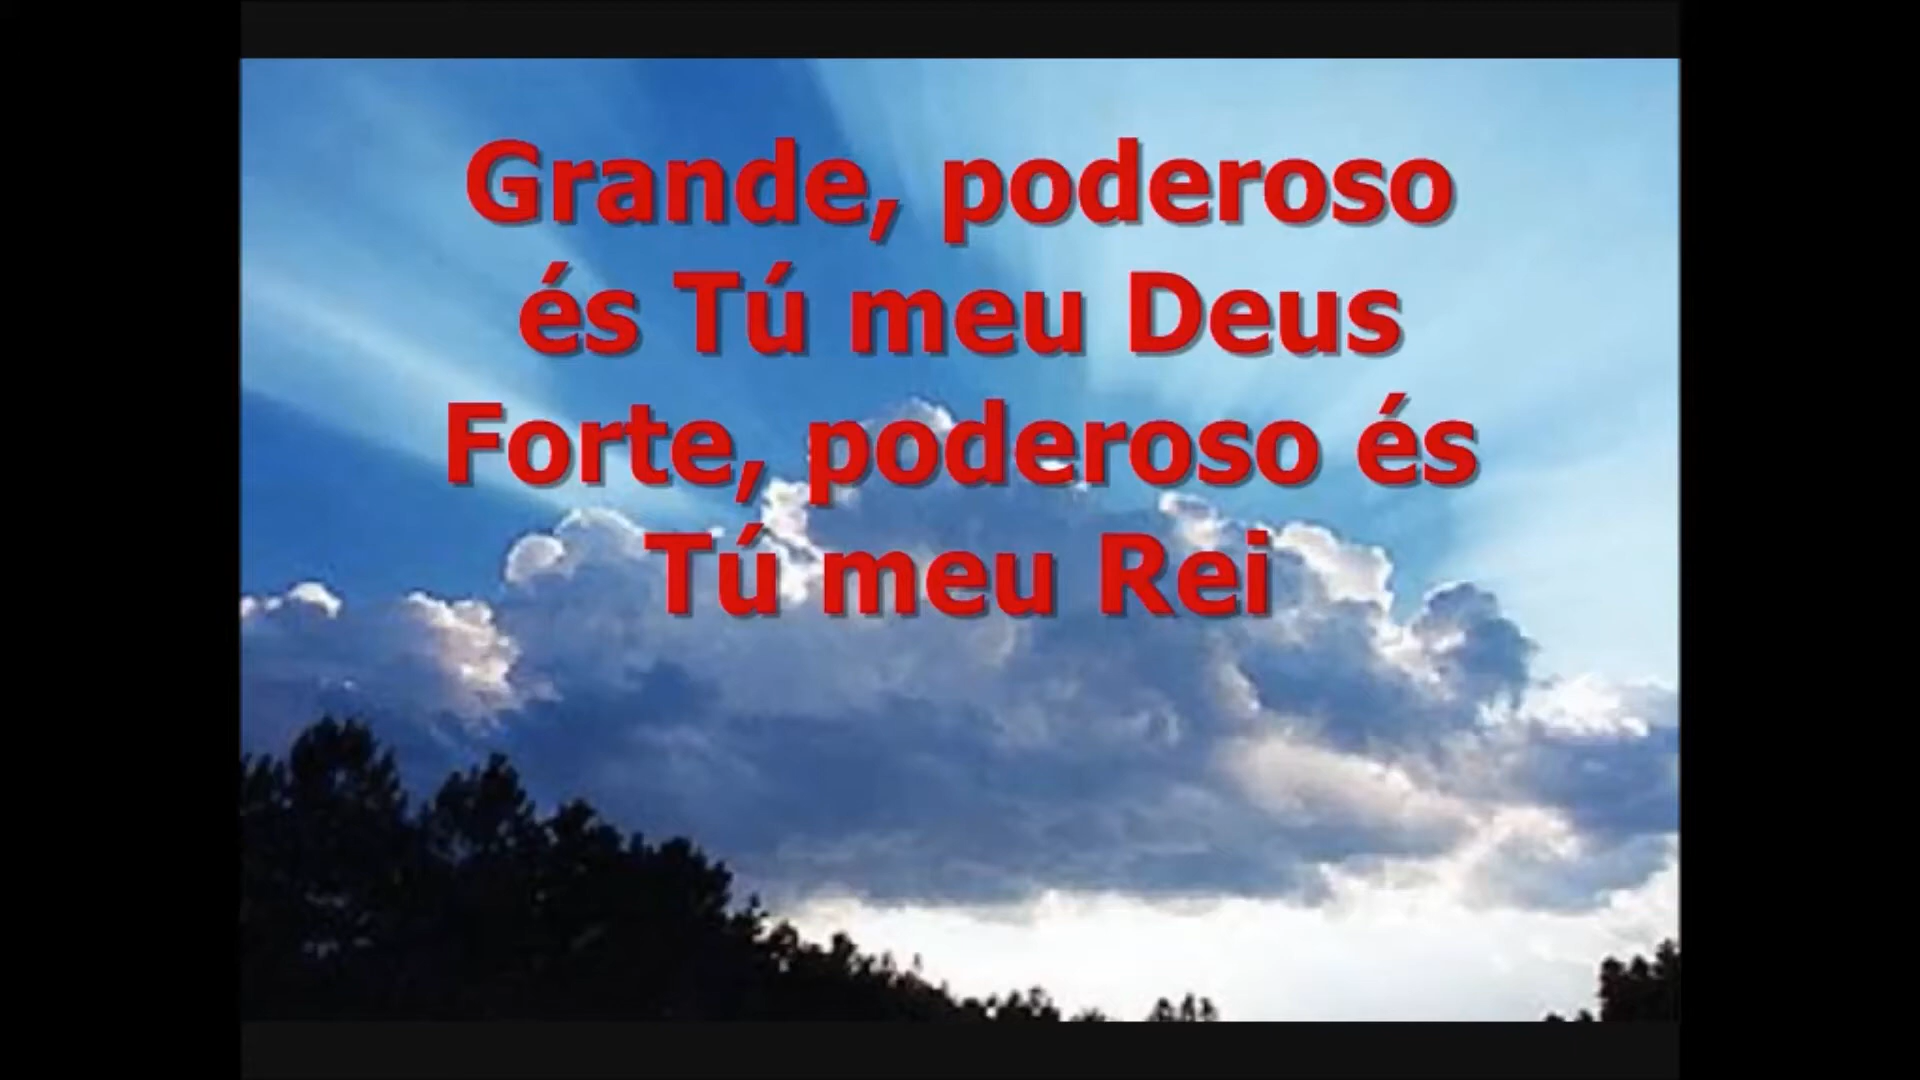 Grande, poderoso
és Tú meu Deus
Forte, poderoso és
Tú meu Rei